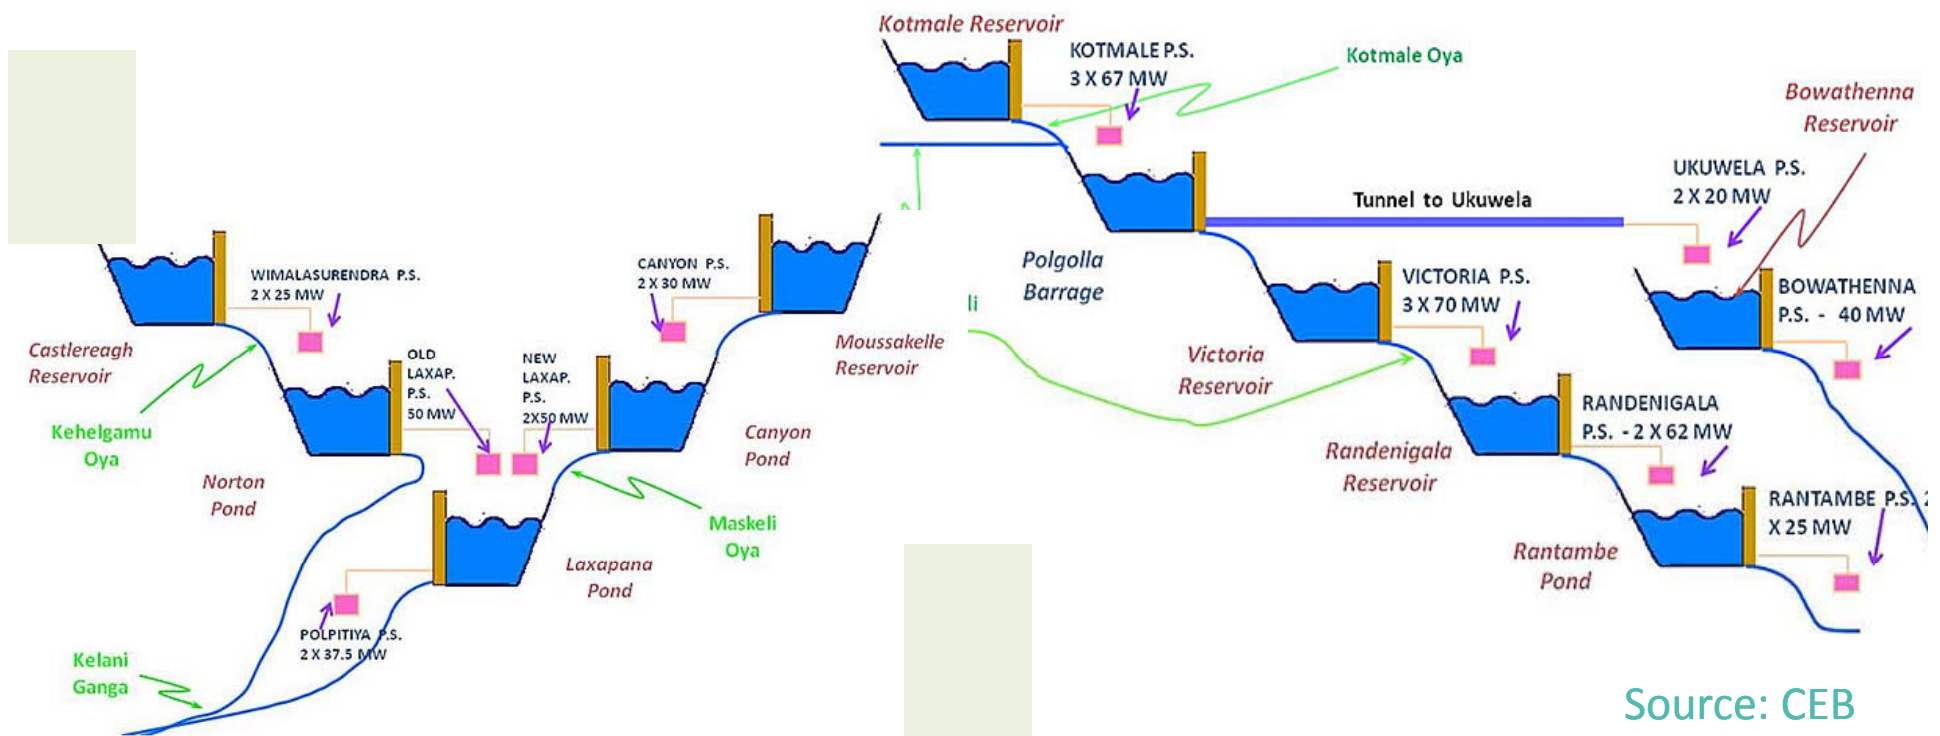 Kotmale Reservoir
KOTMALE P.S.
3 X 67 MW
Kotmale Oya
Bowathenna
Reservoir
UKUWELA P.S.
2 X 20 MW
Tunnel to Ukuwela
Polgolla
Barrage
WIMALASURENDRA P.S.
2 X 25 MW
CANYON P.S.
2 X 30 MW
VICTORIA P.S.
3 X 70 MW
BOWATHENNA
P.S. - 40 MW
li
Castlereagh
Reservoir
Moussakelle
Reservoir
OLD
LAXAP.
P.S.
50 MW
NEW
LAXAP.
P.S.
2X50 MW
Victoria
Reservoir
RANDENIGALA
P.S. - 2 X 62 MW
Kehelgamu
Oya
Canyon
Pond
Randenigala
Reservoir
Norton
Pond
RANTAMBE P.S. 2
X 25 MW
Maskeli
Oya
Laxapana
Pond
Rantambe
Pond
POLPITIYA P.S.
2 X 37.5 MW
Kelani
Ganga
Source: CEB